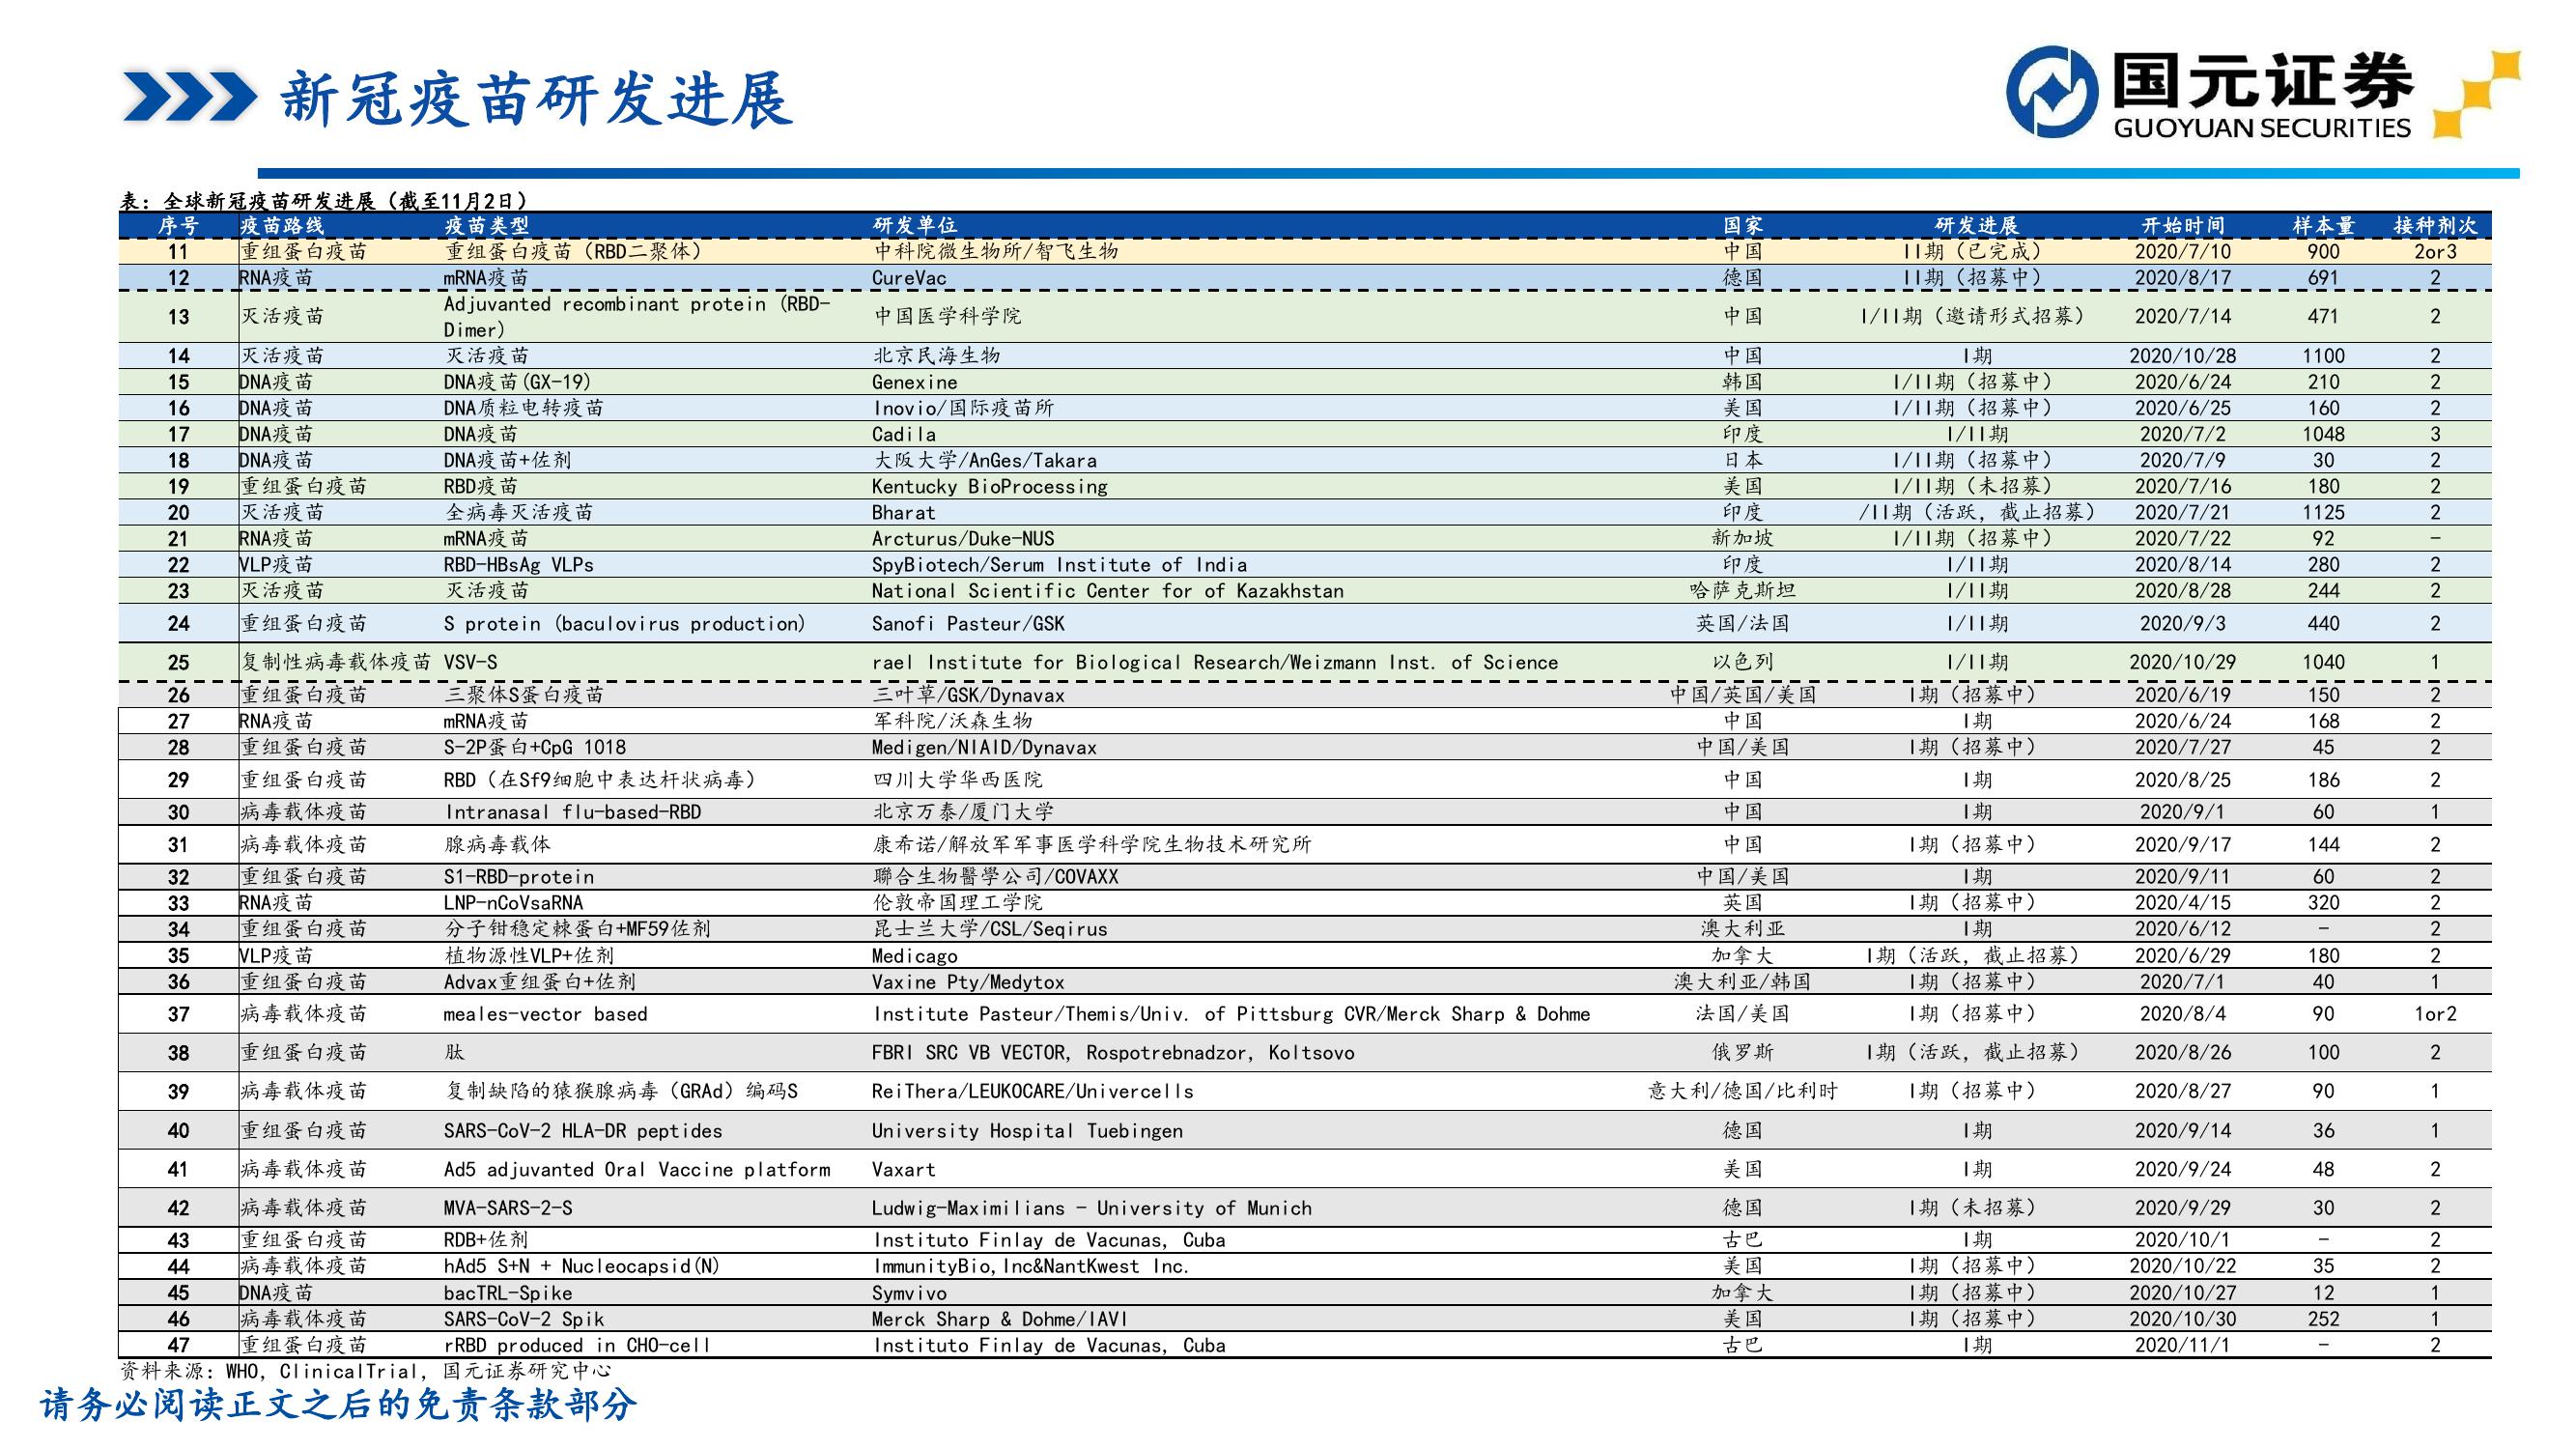 新冠疫苗研发进展
国元证券
GUOYUAN SECURITIES
表：全球新冠疫苗研发进展（截至11月2日）
序号 疫苗路线 疫苗类型 研发单位 国家 研发进展 开始时间 样本量 接种剂次
11 重组蛋白疫苗 重组蛋白疫苗（RBD二聚体） 中科院微生物所/智飞生物 中国 II期（已完成） 2020/7/10 900 2or3
12 RNA疫苗 mRNA疫苗 CureVac 德国 II期（招募中） 2020/8/17 691 2
13 灭活疫苗 Adjuvanted recombinant protein (RBD-
Dimer) 中国医学科学院 中国 I/II期（邀请形式招募） 2020/7/14 471 2
14 灭活疫苗 灭活疫苗 北京民海生物 中国 I期 2020/10/28 1100 2
15 DNA疫苗 DNA疫苗(GX-19) Genexine 韩国 I/II期（招募中） 2020/6/24 210 2
16 DNA疫苗 DNA质粒电转疫苗 Inovio/国际疫苗所 美国 I/II期（招募中） 2020/6/25 160 2
17 DNA疫苗 DNA疫苗 Cadila 印度 I/II期 2020/7/2 1048 3
18 DNA疫苗 DNA疫苗+佐剂 大阪大学/AnGes/Takara 日本 I/II期（招募中） 2020/7/9 30 2
19 重组蛋白疫苗 RBD疫苗 Kentucky BioProcessing 美国 I/II期（未招募） 2020/7/16 180 2
20 灭活疫苗 全病毒灭活疫苗 Bharat 印度 /II期（活跃，截止招募） 2020/7/21 1125 2
21 RNA疫苗 mRNA疫苗 Arcturus/Duke-NUS 新加坡 I/II期（招募中） 2020/7/22 92 -
22 VLP疫苗 RBD-HBsAg VLPs SpyBiotech/Serum Institute of India 印度 I/II期 2020/8/14 280 2
23 灭活疫苗 灭活疫苗 National Scientific Center for of Kazakhstan 哈萨克斯坦 I/II期 2020/8/28 244 2
24 重组蛋白疫苗 S protein (baculovirus production) Sanofi Pasteur/GSK 英国/法国 I/II期 2020/9/3 440 2
25 复制性病毒载体疫苗 VSV-S rael Institute for Biological Research/Weizmann Inst. of Science 以色列 I/II期 2020/10/29 1040 1
26 重组蛋白疫苗 三聚体S蛋白疫苗 三叶草/GSK/Dynavax 中国/英国/美国 I期（招募中） 2020/6/19 150 2
27 RNA疫苗 mRNA疫苗 军科院/沃森生物 中国 I期 2020/6/24 168 2
28 重组蛋白疫苗 S-2P蛋白+CpG 1018 Medigen/NIAID/Dynavax 中国/美国 I期（招募中） 2020/7/27 45 2
29 重组蛋白疫苗 RBD（在Sf9细胞中表达杆状病毒） 四川大学华西医院 中国 I期 2020/8/25 186 2
30 病毒载体疫苗 Intranasal flu-based-RBD 北京万泰/厦门大学 中国 I期 2020/9/1 60 1
31 病毒载体疫苗 腺病毒载体 康希诺/解放军军事医学科学院生物技术研究所 中国 I期（招募中） 2020/9/17 144 2
32 重组蛋白疫苗 S1-RBD-protein 聯合生物醫學公司/COVAXX 中国/美国 I期 2020/9/11 60 2
33 RNA疫苗 LNP-nCoVsaRNA 伦敦帝国理工学院 英国 I期（招募中） 2020/4/15 320 2
34 重组蛋白疫苗 分子钳稳定棘蛋白+MF59佐剂 昆士兰大学/CSL/Seqirus 澳大利亚 I期 2020/6/12 - 2
35 VLP疫苗 植物源性VLP+佐剂 Medicago 加拿大 I期（活跃，截止招募） 2020/6/29 180 2
36 重组蛋白疫苗 Advax重组蛋白+佐剂 Vaxine Pty/Medytox 澳大利亚/韩国 I期（招募中） 2020/7/1 40 1
37 病毒载体疫苗 meales-vector based Institute Pasteur/Themis/Univ. of Pittsburg CVR/Merck Sharp & Dohme 法国/美国 I期（招募中） 2020/8/4 90 1or2
38 重组蛋白疫苗 肽 FBRI SRC VB VECTOR, Rospotrebnadzor, Koltsovo 俄罗斯 I期（活跃，截止招募） 2020/8/26 100 2
39 病毒载体疫苗 复制缺陷的猿猴腺病毒（GRAd）编码S ReiThera/LEUKOCARE/Univercells 意大利/德国/比利时 I期（招募中） 2020/8/27 90 1
40 重组蛋白疫苗 SARS-CoV-2 HLA-DR peptides University Hospital Tuebingen 德国 I期 2020/9/14 36 1
41 病毒载体疫苗 Ad5 adjuvanted Oral Vaccine platform Vaxart 美国 I期 2020/9/24 48 2
42 病毒载体疫苗 MVA-SARS-2-S Ludwig-Maximilians - University of Munich 德国 I期（未招募） 2020/9/29 30 2
43 重组蛋白疫苗 RDB+佐剂 Instituto Finlay de Vacunas, Cuba 古巴 I期 2020/10/1 - 2
44 病毒载体疫苗 hAd5 S+N + Nucleocapsid(N) ImmunityBio,Inc&NantKwest Inc. 美国 I期（招募中） 2020/10/22 35 2
45 DNA疫苗 bacTRL-Spike Symvivo 加拿大 I期（招募中） 2020/10/27 12 1
46 病毒载体疫苗 SARS-CoV-2 Spik Merck Sharp & Dohme/IAVI 美国 I期（招募中） 2020/10/30 252 1
47 重组蛋白疫苗 rRBD produced in CHO-cell Instituto Finlay de Vacunas, Cuba 古巴 I期 2020/11/1 - 2
资料来源：WHO, ClinicalTrial, 国元证券研究中心
请务必阅读正文之后的免责条款部分